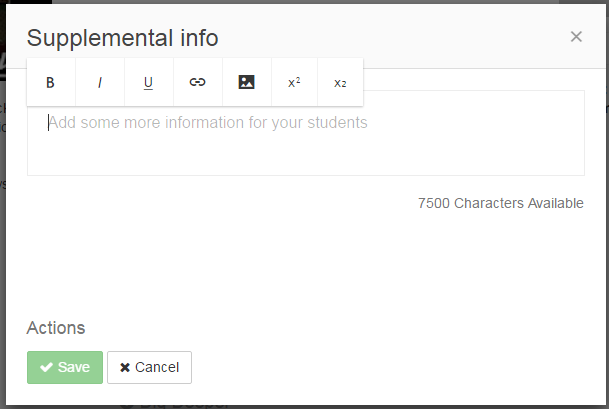 Supplemental info
×
B I U x² x₂
Add some more information for your students
7500 Characters Available
Actions
Save Cancel